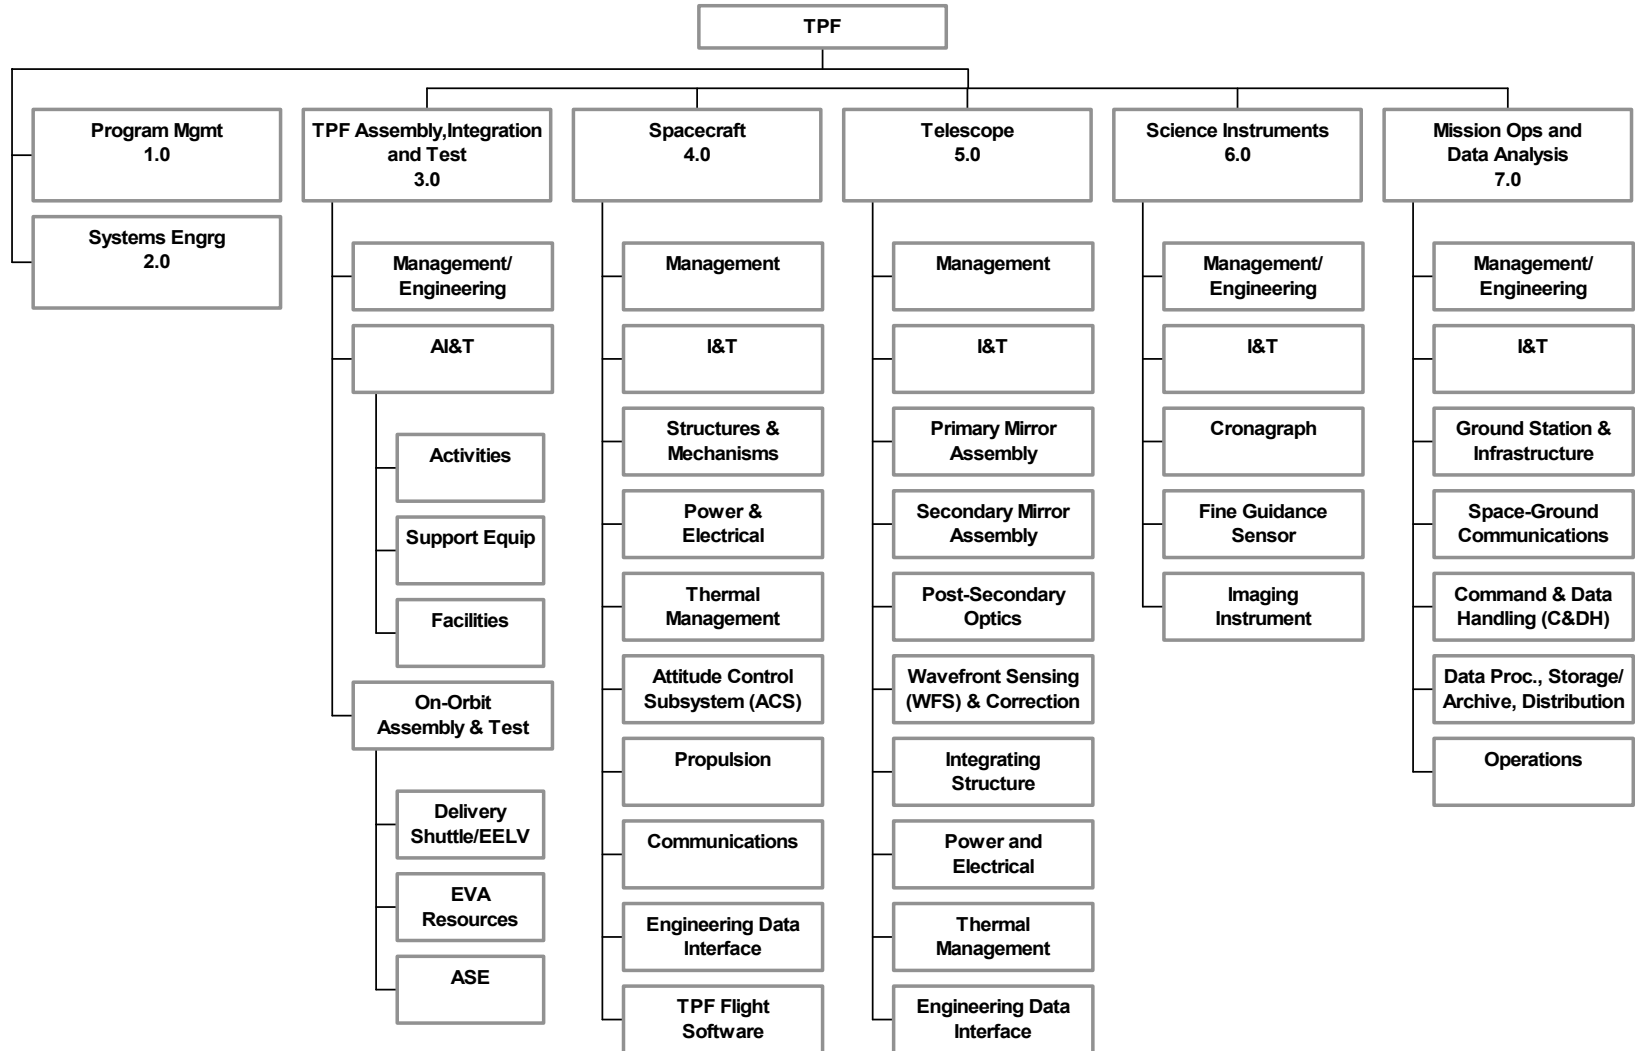 TPF
Program Mgmt
1.0
Systems Engrg
2.0
TPF Assembly,Integration
and Test
3.0
Management/
Engineering
AI&T
Activities
Support Equip
Facilities
On-Orbit
Assembly & Test
Delivery
Shuttle/EELV
EVA
Resources
ASE
Spacecraft
4.0
Management
I&T
Structures &
Mechanisms
Power &
Electrical
Thermal
Management
Attitude Control
Subsystem (ACS)
Propulsion
Communications
Engineering Data
Interface
TPF Flight
Software
Telescope
5.0
Management
I&T
Primary Mirror
Assembly
Secondary Mirror
Assembly
Post-Secondary
Optics
Wavefront Sensing
(WFS) & Correction
Integrating
Structure
Power and
Electrical
Thermal
Management
Engineering Data
Interface
Science Instruments
6.0
Management/
Engineering
I&T
Cronagraph
Fine Guidance
Sensor
Imaging
Instrument
Mission Ops and
Data Analysis
7.0
Management/
Engineering
I&T
Ground Station &
Infrastructure
Space-Ground
Communications
Command & Data
Handling (C&DH)
Data Proc., Storage/
Archive, Distribution
Operations